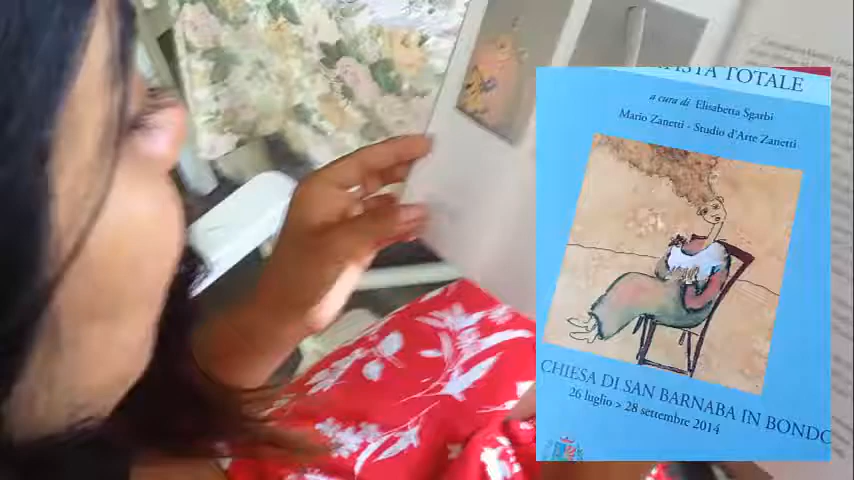 TISTA TOTALE
a cura di Elisabetta Sgarbi
Mario Zanetti - Studio d'Arte Zanetti
CHIESA DI SAN BARNABA IN BONDO
26 luglio > 28 settembre 2014